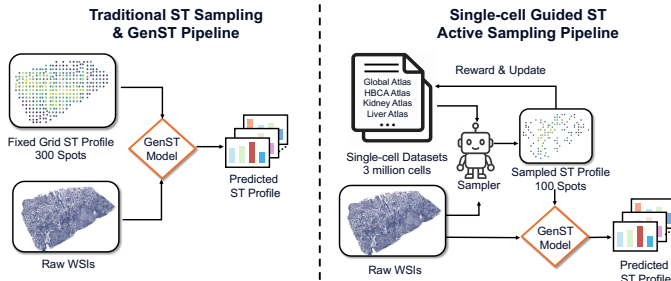 Traditional ST Sampling
& GenST Pipeline
Fixed Grid ST Profile
300 Spots
GenST
Model
Predicted
ST Profile
Raw WSIs
Single-cell Guided ST
Active Sampling Pipeline
Global Atlas
HBCA Atlas
Kidney Atlas
Liver Atlas
•••
Reward & Update
Single-cell Datasets
3 million cells
Sampler
Sampled ST Profile
100 Spots
Raw WSIs
GenST
Model
Predicted
ST Profile